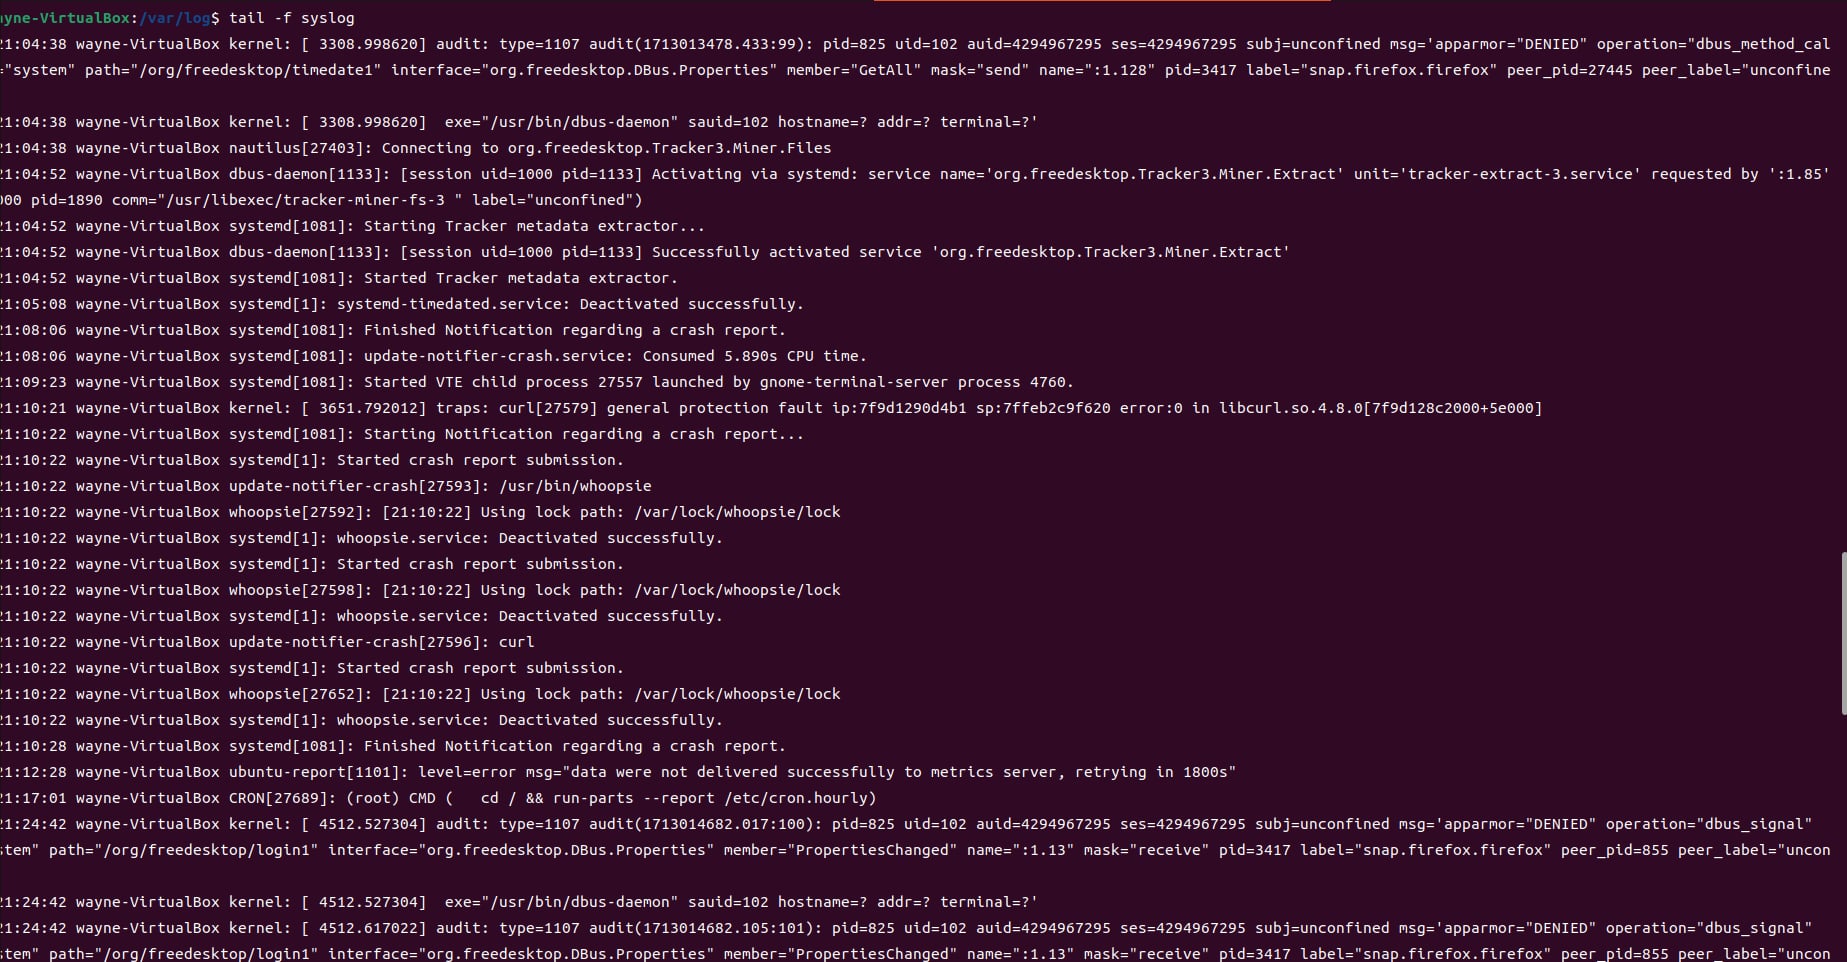 yne-VirtualBox:/var/log$ tail -f syslog
21:04:38 wayne-VirtualBox kernel: [ 3308.998620] audit: type=1107 audit(1713013478.433:99): pid=825 uid=102 auid=4294967295 ses=4294967295 subj=unconfined msg='apparmor="DENIED" operation="dbus_method_cal
="system" path="/org/freedesktop/timedate1" interface="org.freedesktop.DBus.Properties" member="GetAll" mask="send" name=":1.128" pid=3417 label="snap.firefox.firefox" peer_pid=27445 peer_label="unconfine
21:04:38 wayne-VirtualBox kernel: [ 3308.998620]  exe="/usr/bin/dbus-daemon" sauid=102 hostname=? addr=? terminal=?'
21:04:38 wayne-VirtualBox nautilus[27403]: Connecting to org.freedesktop.Tracker3.Miner.Files
21:04:52 wayne-VirtualBox dbus-daemon[1133]: [session uid=1000 pid=1133] Activating via systemd: service name='org.freedesktop.Tracker3.Miner.Extract' unit='tracker-extract-3.service' requested by ':1.85'
000 pid=1890 comm="/usr/libexec/tracker-miner-fs-3 " label="unconfined")
21:04:52 wayne-VirtualBox systemd[1081]: Starting Tracker metadata extractor...
21:04:52 wayne-VirtualBox dbus-daemon[1133]: [session uid=1000 pid=1133] Successfully activated service 'org.freedesktop.Tracker3.Miner.Extract'
21:04:52 wayne-VirtualBox systemd[1081]: Started Tracker metadata extractor.
21:05:08 wayne-VirtualBox systemd[1]: systemd-timedated.service: Deactivated successfully.
21:08:06 wayne-VirtualBox systemd[1081]: Finished Notification regarding a crash report.
21:08:06 wayne-VirtualBox systemd[1081]: update-notifier-crash.service: Consumed 5.890s CPU time.
21:09:23 wayne-VirtualBox systemd[1081]: Started VTE child process 27557 launched by gnome-terminal-server process 4760.
21:10:21 wayne-VirtualBox kernel: [ 3651.792012] traps: curl[27579] general protection fault ip:7f9d1290d4b1 sp:7ffeb2c9f620 error:0 in libcurl.so.4.8.0[7f9d128c2000+5e000]
21:10:22 wayne-VirtualBox systemd[1081]: Starting Notification regarding a crash report...
21:10:22 wayne-VirtualBox systemd[1]: Started crash report submission.
21:10:22 wayne-VirtualBox update-notifier-crash[27593]: /usr/bin/whoopsie
21:10:22 wayne-VirtualBox whoopsie[27592]: [21:10:22] Using lock path: /var/lock/whoopsie/lock
21:10:22 wayne-VirtualBox systemd[1]: whoopsie.service: Deactivated successfully.
21:10:22 wayne-VirtualBox systemd[1]: Started crash report submission.
21:10:22 wayne-VirtualBox whoopsie[27598]: [21:10:22] Using lock path: /var/lock/whoopsie/lock
21:10:22 wayne-VirtualBox systemd[1]: whoopsie.service: Deactivated successfully.
21:10:22 wayne-VirtualBox update-notifier-crash[27596]: curl
21:10:22 wayne-VirtualBox systemd[1]: Started crash report submission.
21:10:22 wayne-VirtualBox whoopsie[27652]: [21:10:22] Using lock path: /var/lock/whoopsie/lock
21:10:22 wayne-VirtualBox systemd[1]: whoopsie.service: Deactivated successfully.
21:10:28 wayne-VirtualBox systemd[1081]: Finished Notification regarding a crash report.
21:12:28 wayne-VirtualBox ubuntu-report[1101]: level=error msg="data were not delivered successfully to metrics server, retrying in 1800s"
21:17:01 wayne-VirtualBox CRON[27689]: (root) CMD (   cd / && run-parts --report /etc/cron.hourly)
21:24:42 wayne-VirtualBox kernel: [ 4512.527304] audit: type=1107 audit(1713014682.017:100): pid=825 uid=102 auid=4294967295 ses=4294967295 subj=unconfined msg='apparmor="DENIED" operation="dbus_signal"
stem" path="/org/freedesktop/login1" interface="org.freedesktop.DBus.Properties" member="PropertiesChanged" name=":1.13" mask="receive" pid=3417 label="snap.firefox.firefox" peer_pid=855 peer_label="uncon
21:24:42 wayne-VirtualBox kernel: [ 4512.527304]  exe="/usr/bin/dbus-daemon" sauid=102 hostname=? addr=? terminal=?'
21:24:42 wayne-VirtualBox kernel: [ 4512.617022] audit: type=1107 audit(1713014682.105:101): pid=825 uid=102 auid=4294967295 ses=4294967295 subj=unconfined msg='apparmor="DENIED" operation="dbus_signal"
stem" path="/org/freedesktop/login1" interface="org.freedesktop.DBus.Properties" member="PropertiesChanged" name=":1.13" mask="receive" pid=3417 label="snap.firefox.firefox" peer_pid=855 peer_label="uncon